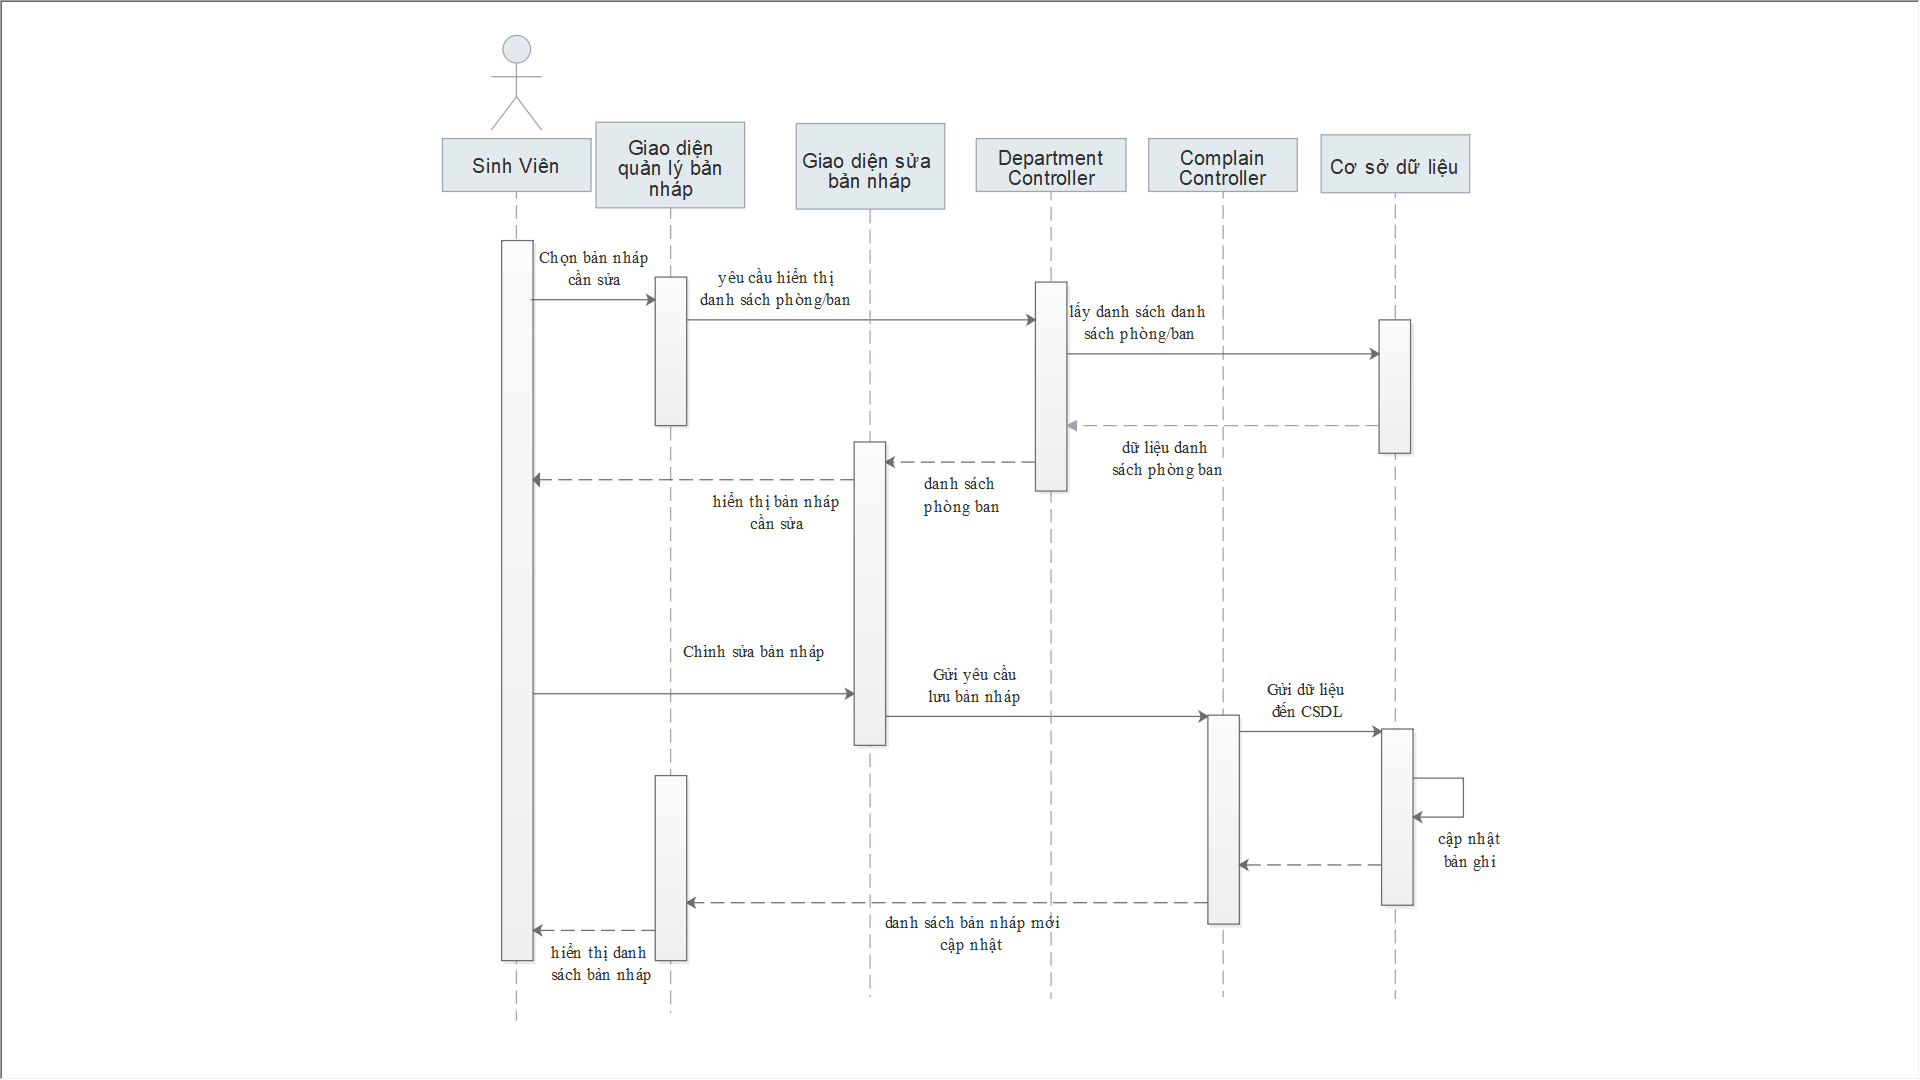 Sinh Viên
Giao diện
quản lý bản
nháp
Giao diện sửa
bản nháp
Department
Controller
Complain
Controller
Cơ sở dữ liệu
Chọn bản nháp
cần sửa
yêu cầu hiển thị
danh sách phòng/ban
lấy danh sách danh
sách phòng/ban
dữ liệu danh
sách phòng ban
danh sách
phòng ban
hiển thị bản nháp
cần sửa
Chỉnh sửa bản nháp
Gửi yêu cầu
lưu bản nháp
Gửi dữ liệu
đến CSDL
cập nhật
bản ghi
danh sách bản nháp mới
cập nhật
hiển thị danh
sách bản nháp